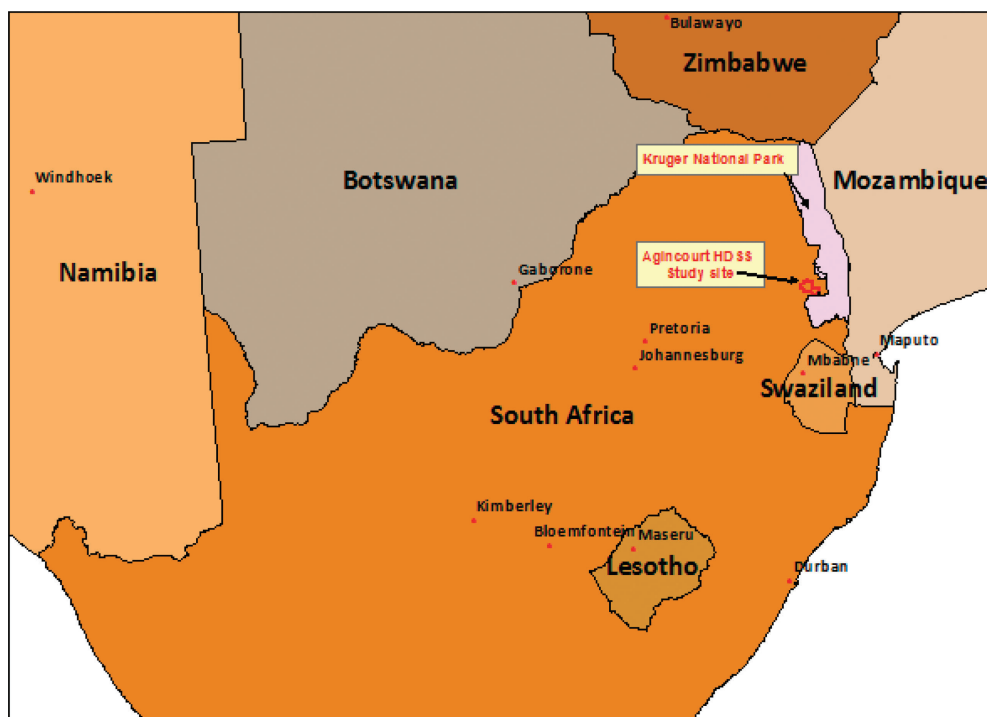 Bulawayo
Zimbabwe
Kruger National Park
Windhoek
Botswana
Mozambique
Namibia
Agincourt HDSS
Study site
Gaborone
Pretoria
Johannesburg
Maputo
Mbabne
Swaziland
South Africa
Kimberley
Bloemfontein
Maseru
Lesotho
Durban